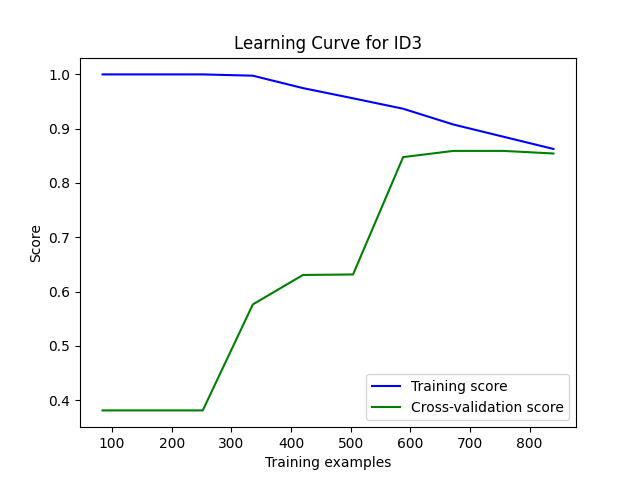 Learning Curve for ID3
1.0
0.9
0.8
0.7
0.6
0.5
0.4
Score
Training score
Cross-validation score
100 200 300 400 500 600 700 800
Training examples